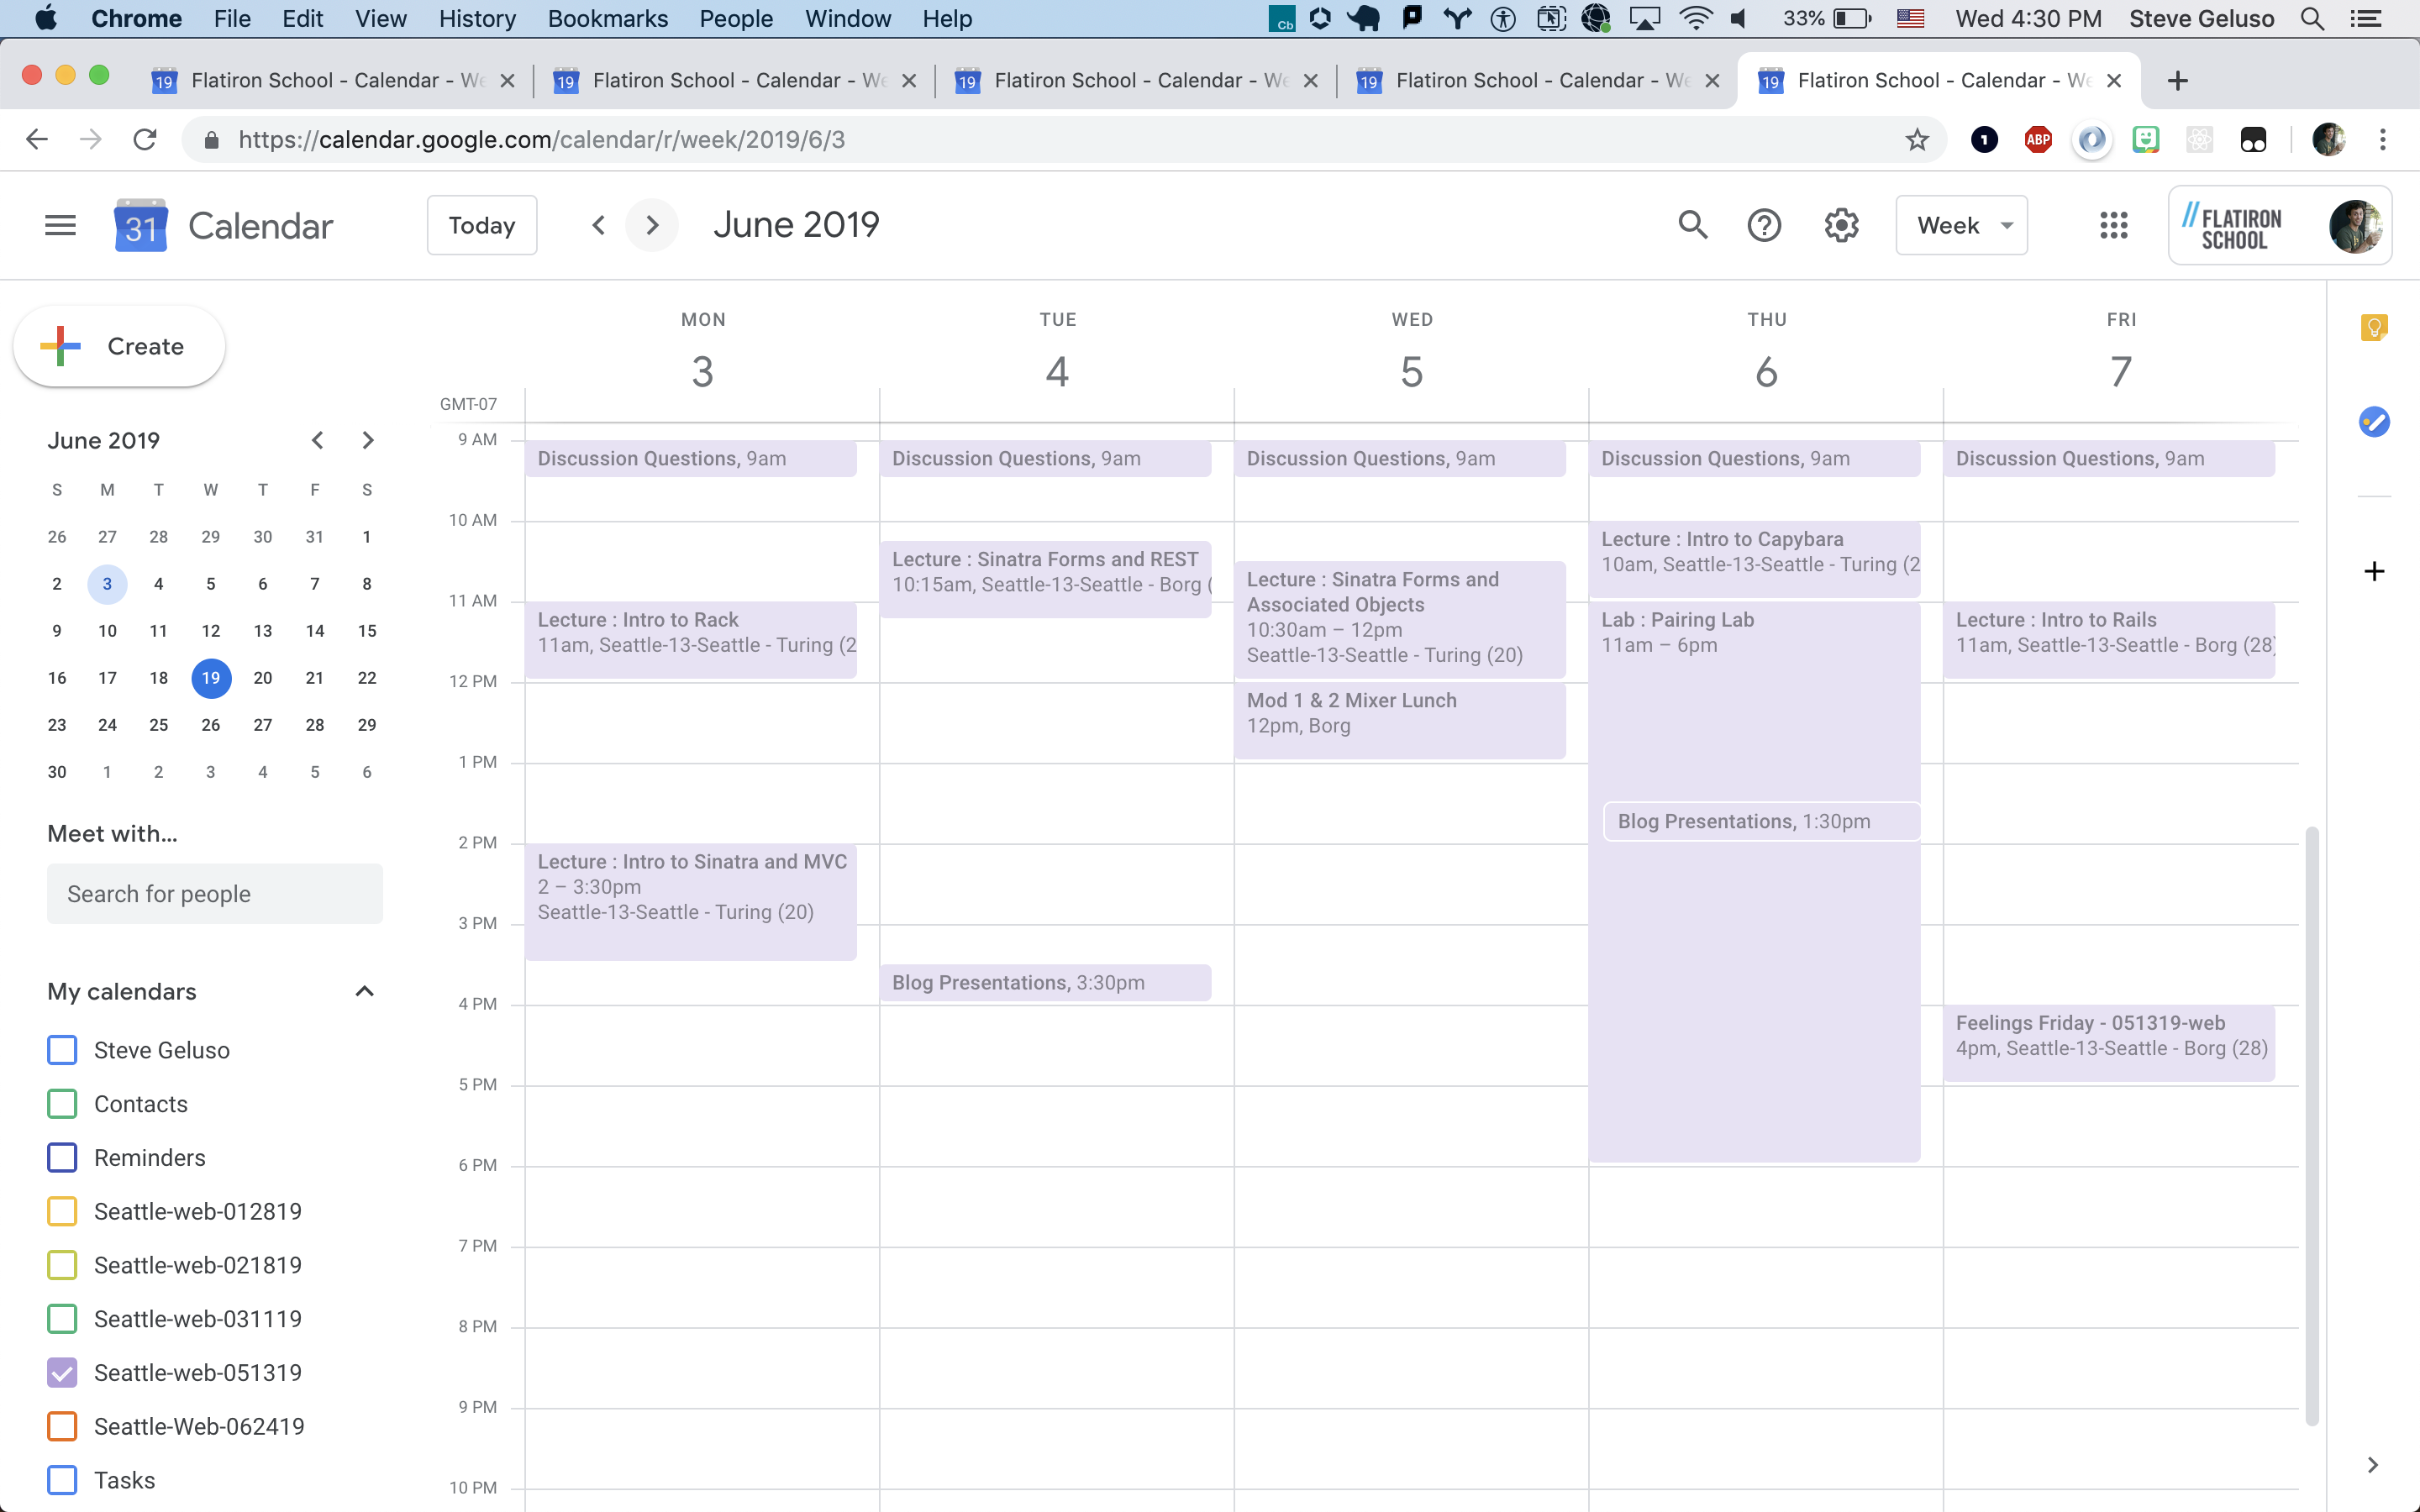 Chrome File Edit View History Bookmarks People Window Help
Cb 33% Wed 4:30 PM Steve Geluso
19 Flatiron School - Calendar - We
19 Flatiron School - Calendar - We
19 Flatiron School - Calendar - We
19 Flatiron School - Calendar - We
19 Flatiron School - Calendar - We
https://calendar.google.com/calendar/r/week/2019/6/3
1 ABP
31 Calendar
Today
June 2019
Week
// FLATIRON
SCHOOL
Create
June 2019
S M T W T F S
26 27 28 29 30 31 1
2 3 4 5 6 7 8
9 10 11 12 13 14 15
16 17 18 19 20 21 22
23 24 25 26 27 28 29
30 1 2 3 4 5 6
Meet with...
Search for people
My calendars
Steve Geluso
Contacts
Reminders
Seattle-web-012819
Seattle-web-021819
Seattle-web-031119
Seattle-web-051319
Seattle-Web-062419
Tasks
GMT-07
9 AM
10 AM
11 AM
12 PM
1 PM
2 PM
3 PM
4 PM
5 PM
6 PM
7 PM
8 PM
9 PM
10 PM
MON
3
Discussion Questions, 9am
Lecture : Intro to Rack
11am, Seattle-13-Seattle - Turing (2
Lecture : Intro to Sinatra and MVC
2 – 3:30pm
Seattle-13-Seattle - Turing (20)
TUE
4
Discussion Questions, 9am
Lecture : Sinatra Forms and REST
10:15am, Seattle-13-Seattle - Borg (
Blog Presentations, 3:30pm
WED
5
Discussion Questions, 9am
Lecture : Sinatra Forms and
Associated Objects
10:30am – 12pm
Seattle-13-Seattle - Turing (20)
Mod 1 & 2 Mixer Lunch
12pm, Borg
THU
6
Discussion Questions, 9am
Lecture : Intro to Capybara
10am, Seattle-13-Seattle - Turing (2
Lab : Pairing Lab
11am – 6pm
Blog Presentations, 1:30pm
FRI
7
Discussion Questions, 9am
Lecture : Intro to Rails
11am, Seattle-13-Seattle - Borg (28)
Feelings Friday - 051319-web
4pm, Seattle-13-Seattle - Borg (28)